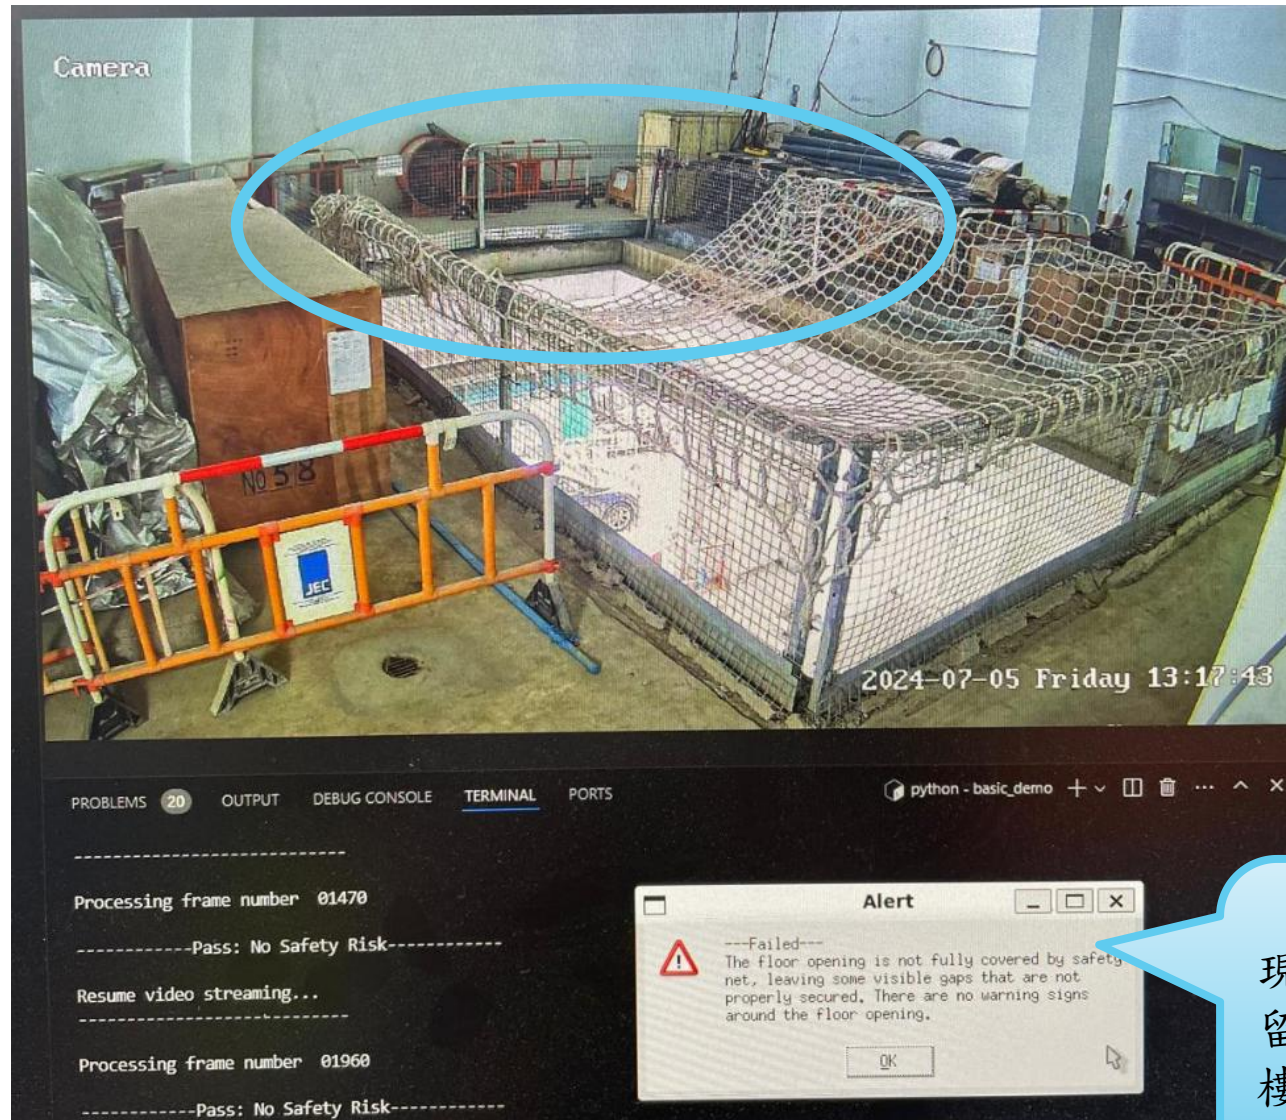 Camera
NO 58
JEC
2024-07-05 Friday 13:17:43
PROBLEMS 20 OUTPUT DEBUG CONSOLE TERMINAL PORTS
python - basic_demo
-----------------------------
Processing frame number 01470
------------Pass: No Safety Risk------------
Resume video streaming...
----------------------------
Processing frame number 01960
------------Pass: No Safety Risk------------
Alert
---Failed---
The floor opening is not fully covered by safety
net, leaving some visible gaps that are not
properly secured. There are no warning signs
around the floor opening.
OK
現
留
樓